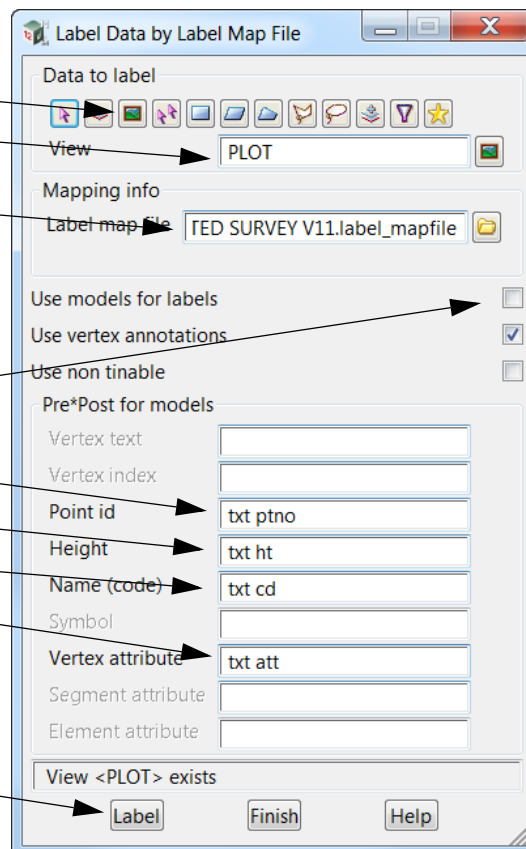 Label Data by Label Map File
Data to label
View PLOT
Mapping info
Label map file TED SURVEY V11.label_mapfile
Use models for labels
Use vertex annotations
Use non tinable
Pre*Post for models
Vertex text
Vertex index
Point id txt ptno
Height txt ht
Name (code) txt cd
Symbol
Vertex attribute txt att
Segment attribute
Element attribute
View <PLOT> exists
Label Finish Help